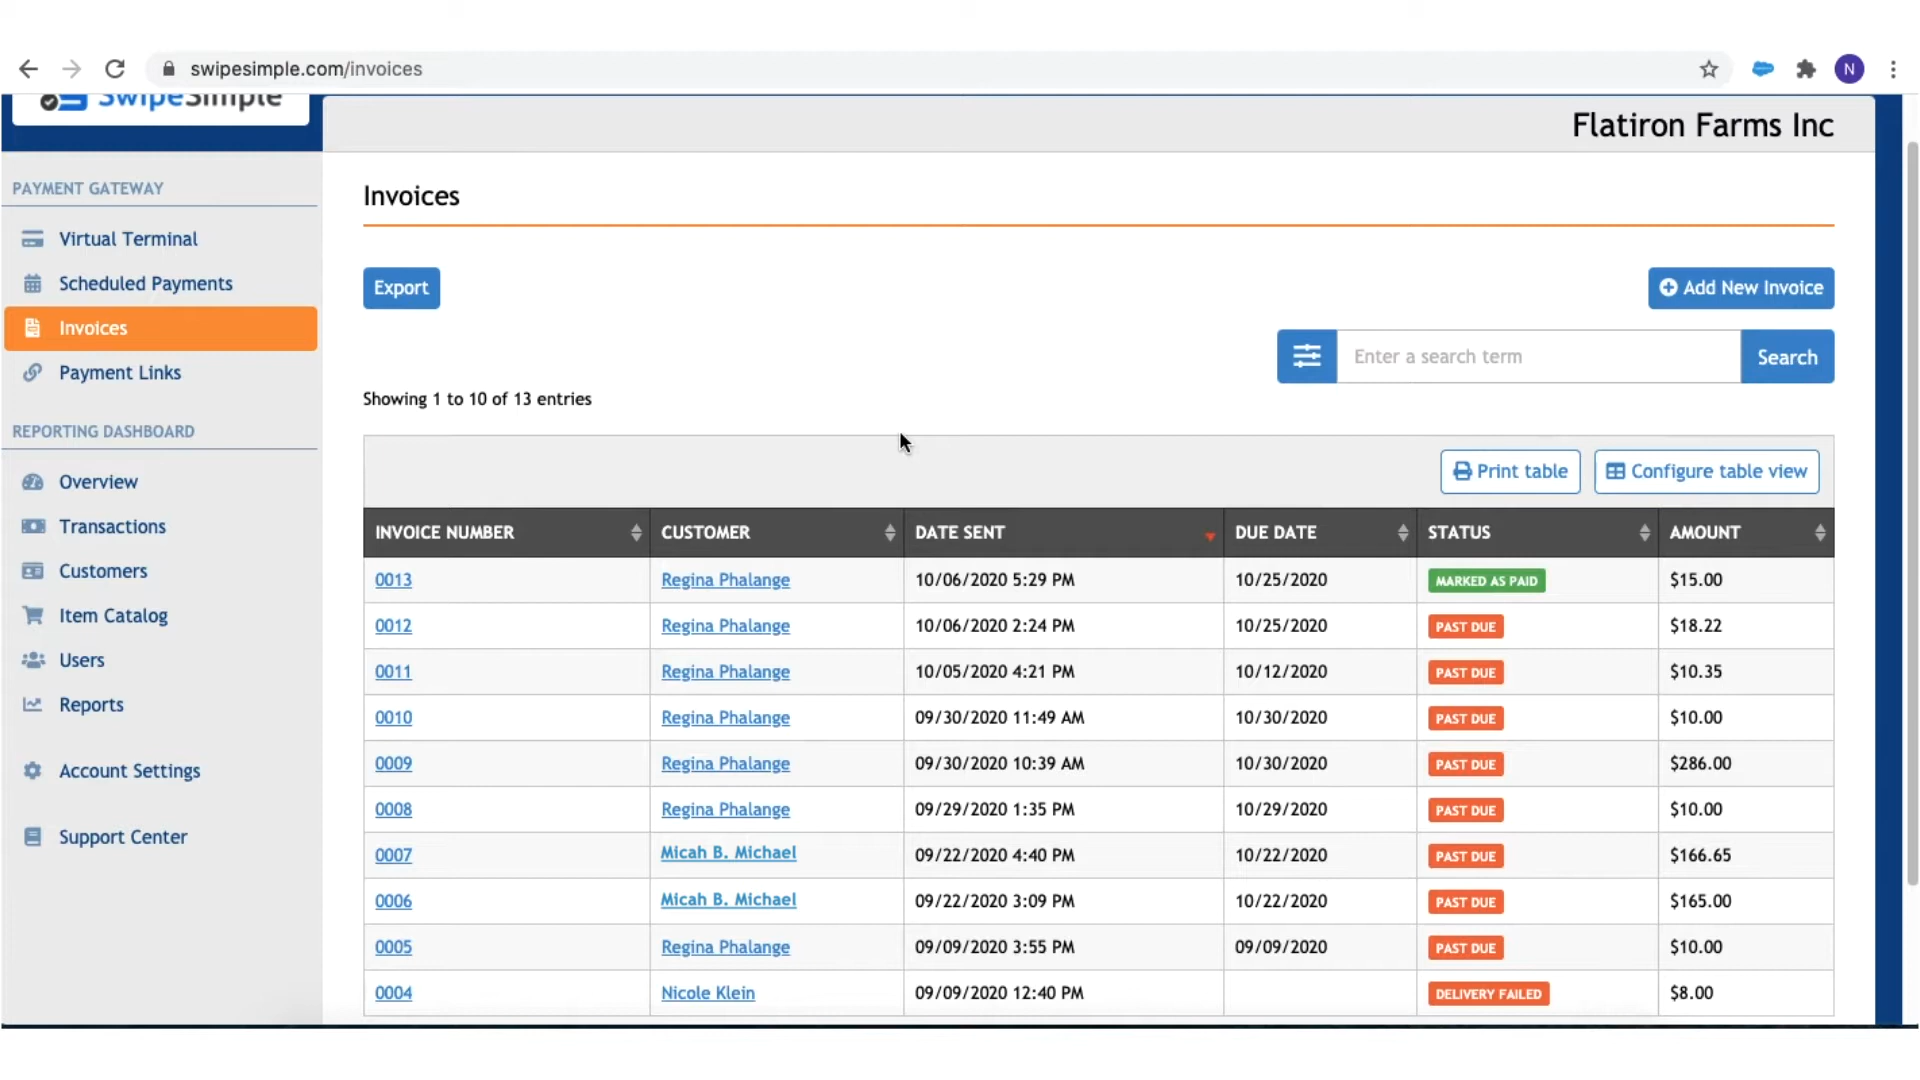 swipesimple.com/invoices
N
SwipeSimple
Flatiron Farms Inc
PAYMENT GATEWAY
Virtual Terminal
Scheduled Payments
Invoices
Payment Links
REPORTING DASHBOARD
Overview
Transactions
Customers
Item Catalog
Users
Reports
Account Settings
Support Center
Invoices
Export
Add New Invoice
Enter a search term
Search
Showing 1 to 10 of 13 entries
Print table
Configure table view
INVOICE NUMBER CUSTOMER DATE SENT DUE DATE STATUS AMOUNT
0013 Regina Phalange 10/06/2020 5:29 PM 10/25/2020 MARKED AS PAID $15.00
0012 Regina Phalange 10/06/2020 2:24 PM 10/25/2020 PAST DUE $18.22
0011 Regina Phalange 10/05/2020 4:21 PM 10/12/2020 PAST DUE $10.35
0010 Regina Phalange 09/30/2020 11:49 AM 10/30/2020 PAST DUE $10.00
0009 Regina Phalange 09/30/2020 10:39 AM 10/30/2020 PAST DUE $286.00
0008 Regina Phalange 09/29/2020 1:35 PM 10/29/2020 PAST DUE $10.00
0007 Micah B. Michael 09/22/2020 4:40 PM 10/22/2020 PAST DUE $166.65
0006 Micah B. Michael 09/22/2020 3:09 PM 10/22/2020 PAST DUE $165.00
0005 Regina Phalange 09/09/2020 3:55 PM 09/09/2020 PAST DUE $10.00
0004 Nicole Klein 09/09/2020 12:40 PM DELIVERY FAILED $8.00